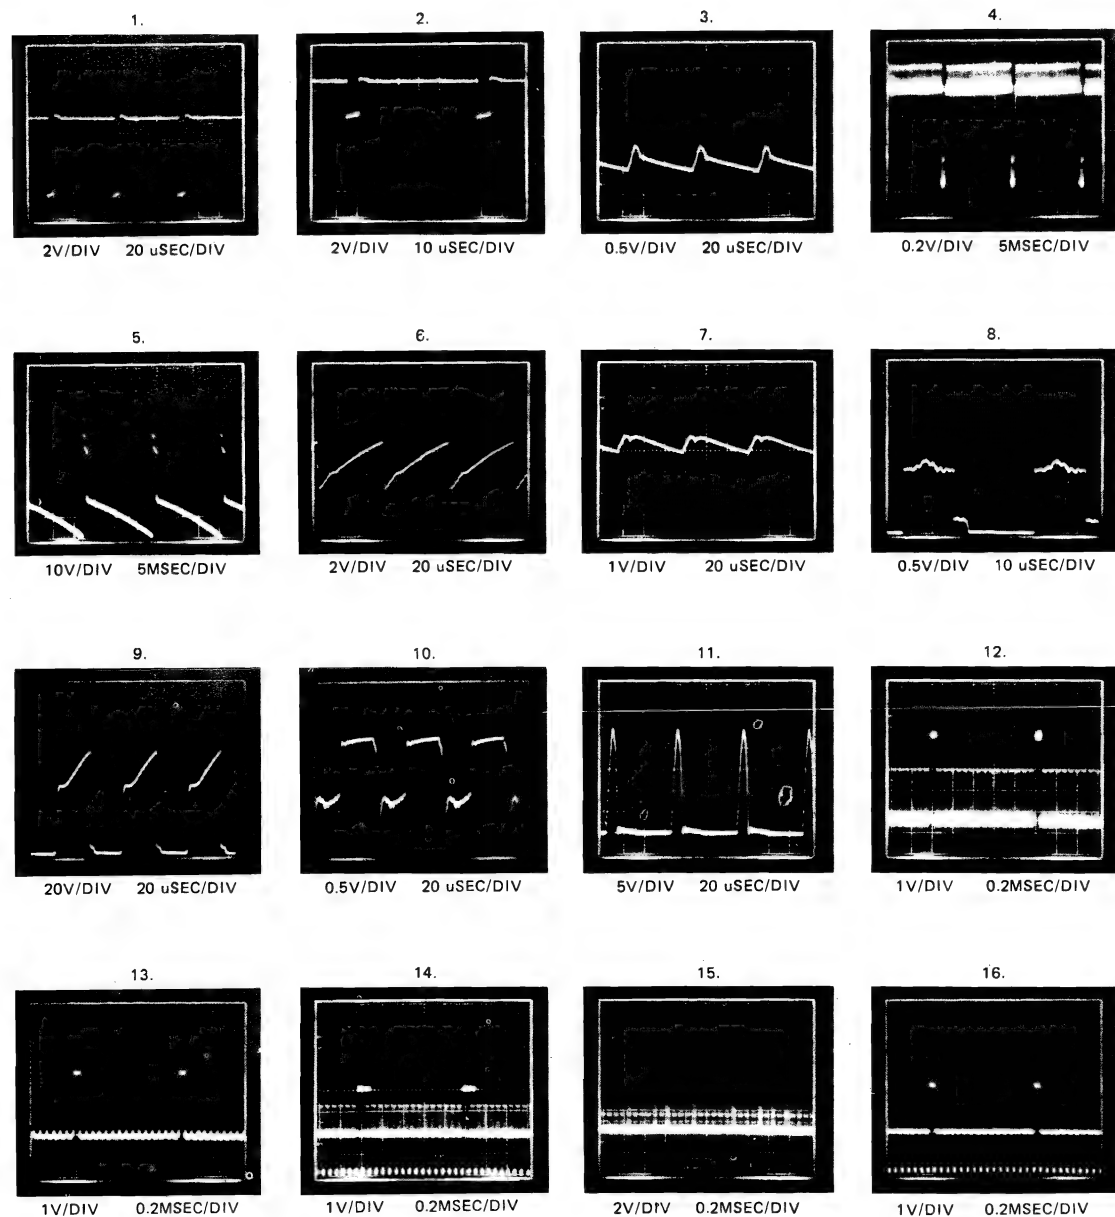 1.
2.
3.
4.
2V/DIV 20 uSEC/DIV
2V/DIV 10 uSEC/DIV
0.5V/DIV 20 uSEC/DIV
0.2V/DIV 5MSEC/DIV
5.
6.
7.
8.
10V/DIV 5MSEC/DIV
2V/DIV 20 uSEC/DIV
1V/DIV 20 uSEC/DIV
0.5V/DIV 10 uSEC/DIV
9.
10.
11.
12.
20V/DIV 20 uSEC/DIV
0.5V/DIV 20 uSEC/DIV
5V/DIV 20 uSEC/DIV
1V/DIV 0.2MSEC/DIV
13.
14.
15.
16.
1V/DIV 0.2MSEC/DIV
1V/DIV 0.2MSEC/DIV
2V/DIV 0.2MSEC/DIV
1V/DIV 0.2MSEC/DIV